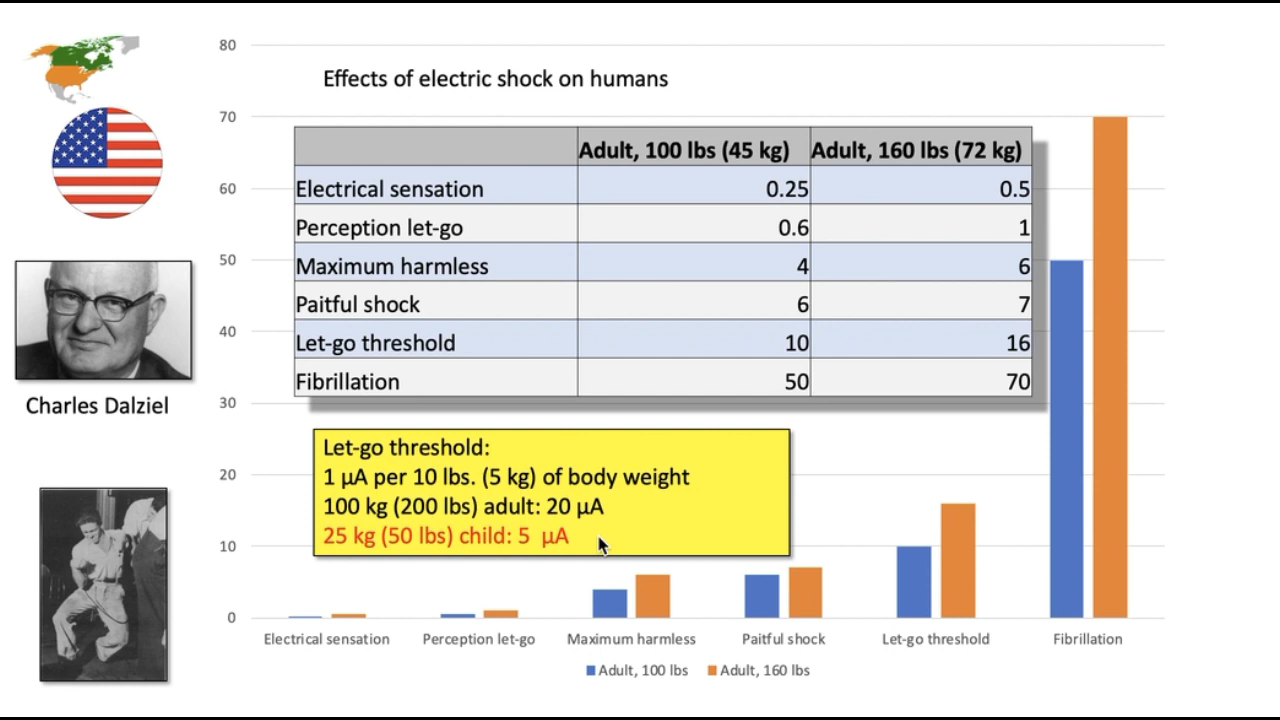 Effects of electric shock on humans
Adult, 100 lbs (45 kg) Adult, 160 lbs (72 kg)
Electrical sensation 0.25 0.5
Perception let-go 0.6 1
Maximum harmless 4 6
Paitful shock 6 7
Let-go threshold 10 16
Fibrillation 50 70
Charles Dalziel
Let-go threshold:
1 µA per 10 lbs. (5 kg) of body weight
100 kg (200 lbs) adult: 20 µA
25 kg (50 lbs) child: 5 µA
80
70
60
50
40
30
20
10
0
Electrical sensation Perception let-go Maximum harmless Paitful shock Let-go threshold Fibrillation
Adult, 100 lbs Adult, 160 lbs